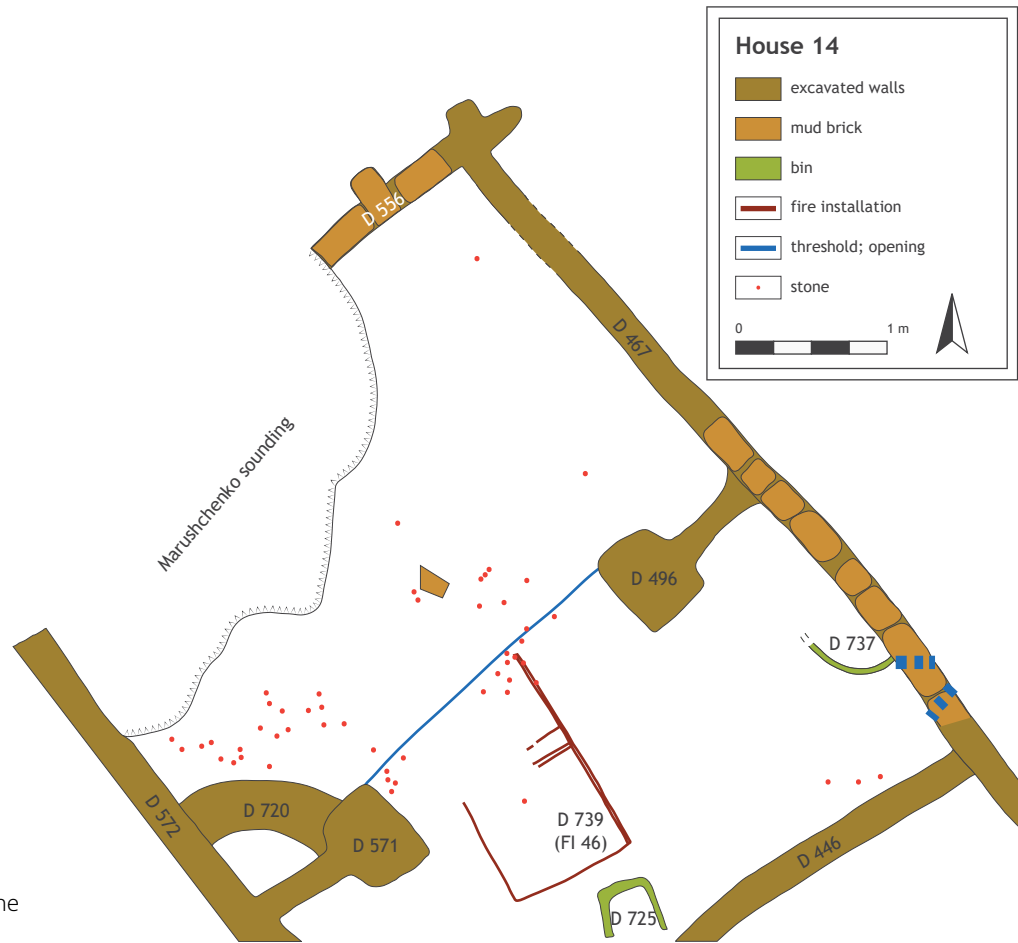 House 14
excavated walls
mud brick
bin
fire installation
threshold; opening
stone
0 1 m
D 556
D 467
Marushchenko sounding
D 496
D 737
D 572
D 720
D 571
D 739
(FI 46)
D 446
D 725
ne